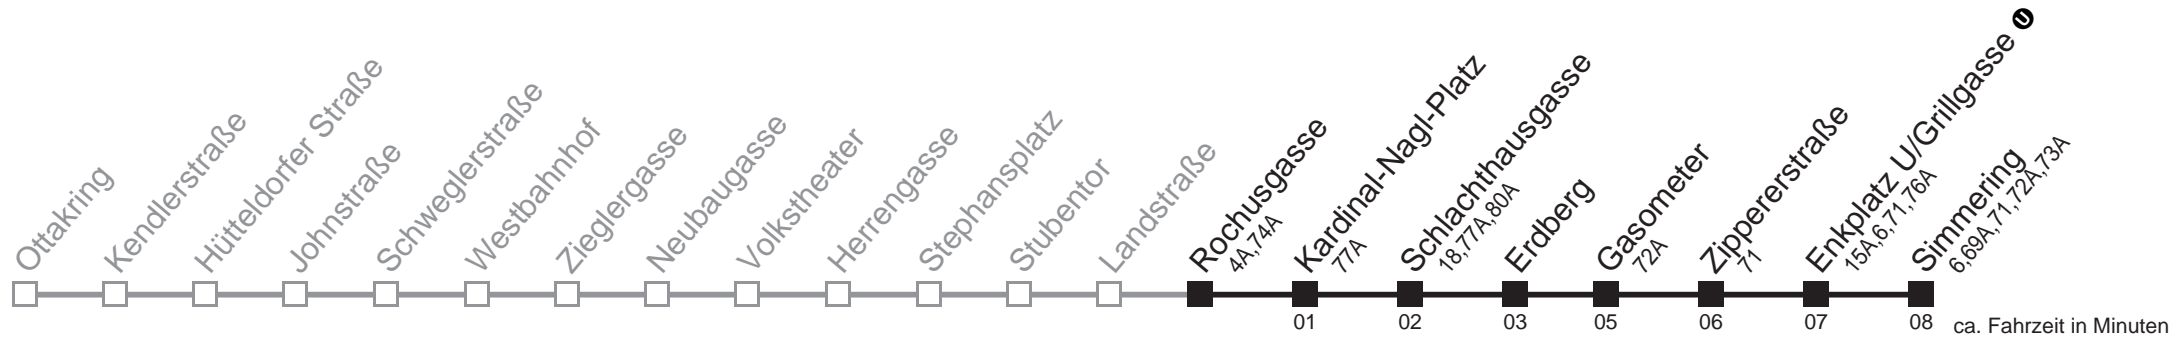 Ottakring
Kendlerstraße
Hütteldorfer Straße
Johnstraße
Schweglerstraße
Westbahnhof
Zieglergasse
Neubaugasse
Volkstheater
Herrengasse
Stephansplatz
Stubentor
Landstraße
Rochusgasse
4A,74A
Kardinal-Nagl-Platz
77A
Schlachthausgasse
18,77A,80A
Erdberg
Gasometer
72A
Zippererstraße
71
Enkplatz U/Grillgasse U
15A,6,71,76A
Simmering
6,69A,71,72A,73A
01 02 03 05 06 07 08 ca. Fahrzeit in Minuten